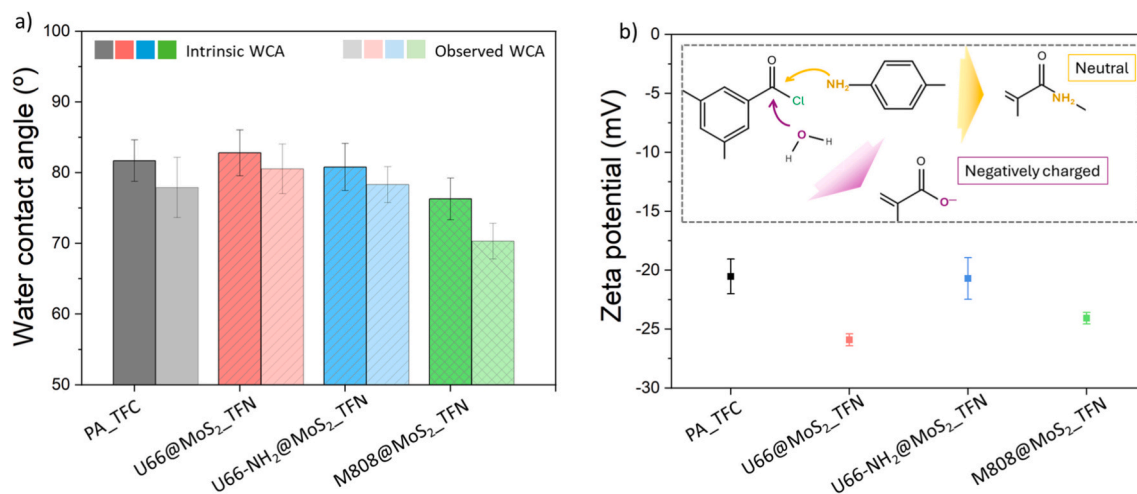 a)
Water contact angle (º)
100
90
80
70
60
50
Intrinsic WCA
Observed WCA
PA_TFC
U66@MoS₂_TFN
U66-NH₂@MoS₂_TFN
M808@MoS₂_TFN
b)
Zeta potential (mV)
0
-5
-10
-15
-20
-25
-30
O
Cl
NH₂
O
H
H
O
NH₂
Neutral
Negatively charged
O
O—
PA_TFC
U66@MoS₂_TFN
U66-NH₂@MoS₂_TFN
M808@MoS₂_TFN